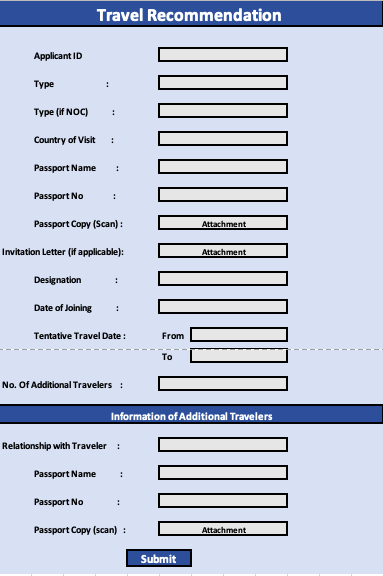 Travel Recommendation
Applicant ID
Type :
Type (if NOC) :
Country of Visit :
Passport Name :
Passport No :
Passport Copy (Scan) : Attachment
Invitation Letter (if applicable): Attachment
Designation :
Date of Joining :
Tentative Travel Date : From
To
No. Of Additional Travelers :
Information of Additional Travelers
Relationship with Traveler :
Passport Name :
Passport No :
Passport Copy (scan) : Attachment
Submit